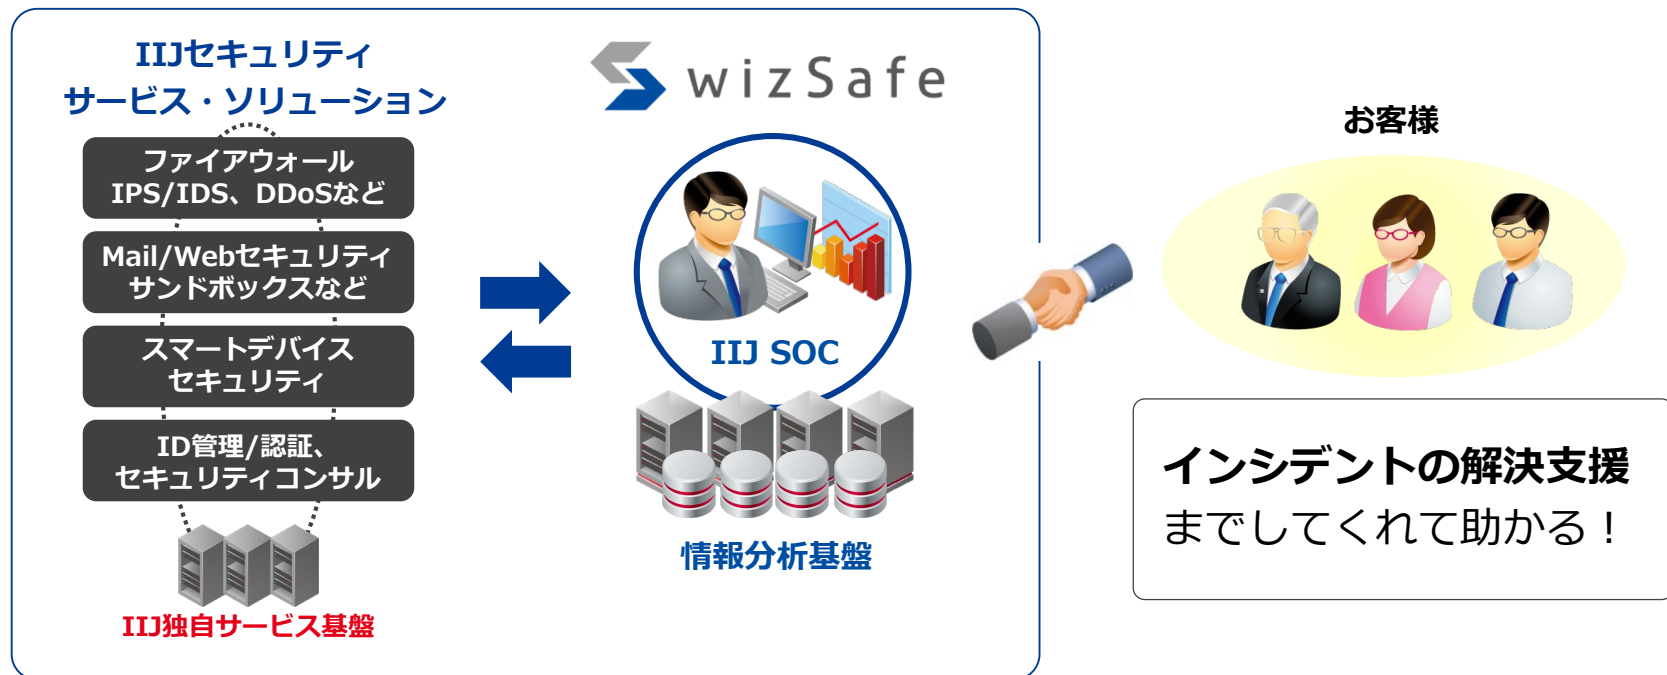 IIJセキュリティ
サービス・ソリューション
ファイアウォール
IPS/IDS、DDoSなど
Mail/Webセキュリティ
サンドボックスなど
スマートデバイス
セキュリティ
ID管理/認証、
セキュリティコンサル
IIJ独自サービス基盤
wizSafe
IIJ SOC
情報分析基盤
お客様
インシデントの解決支援
までしてくれて助かる！